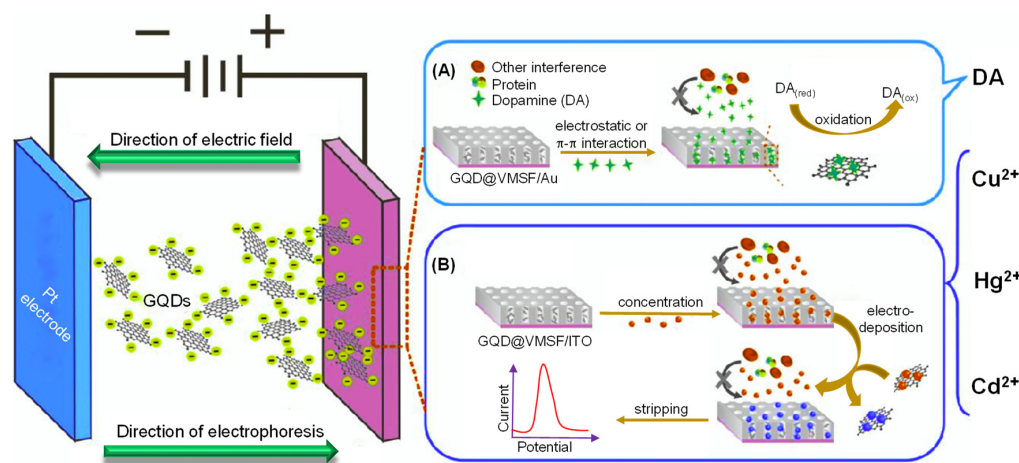 − +
Direction of electric field
Pt
electrode
GQDs
Direction of electrophoresis
(A)
Other interference
Protein
Dopamine (DA)
electrostatic or
π-π interaction
GQD@VMSF/Au
DA(red)
DA(ox)
oxidation
(B)
GQD@VMSF/ITO
concentration
electro-
deposition
stripping
Current
Potential
DA
Cu²⁺
Hg²⁺
Cd²⁺